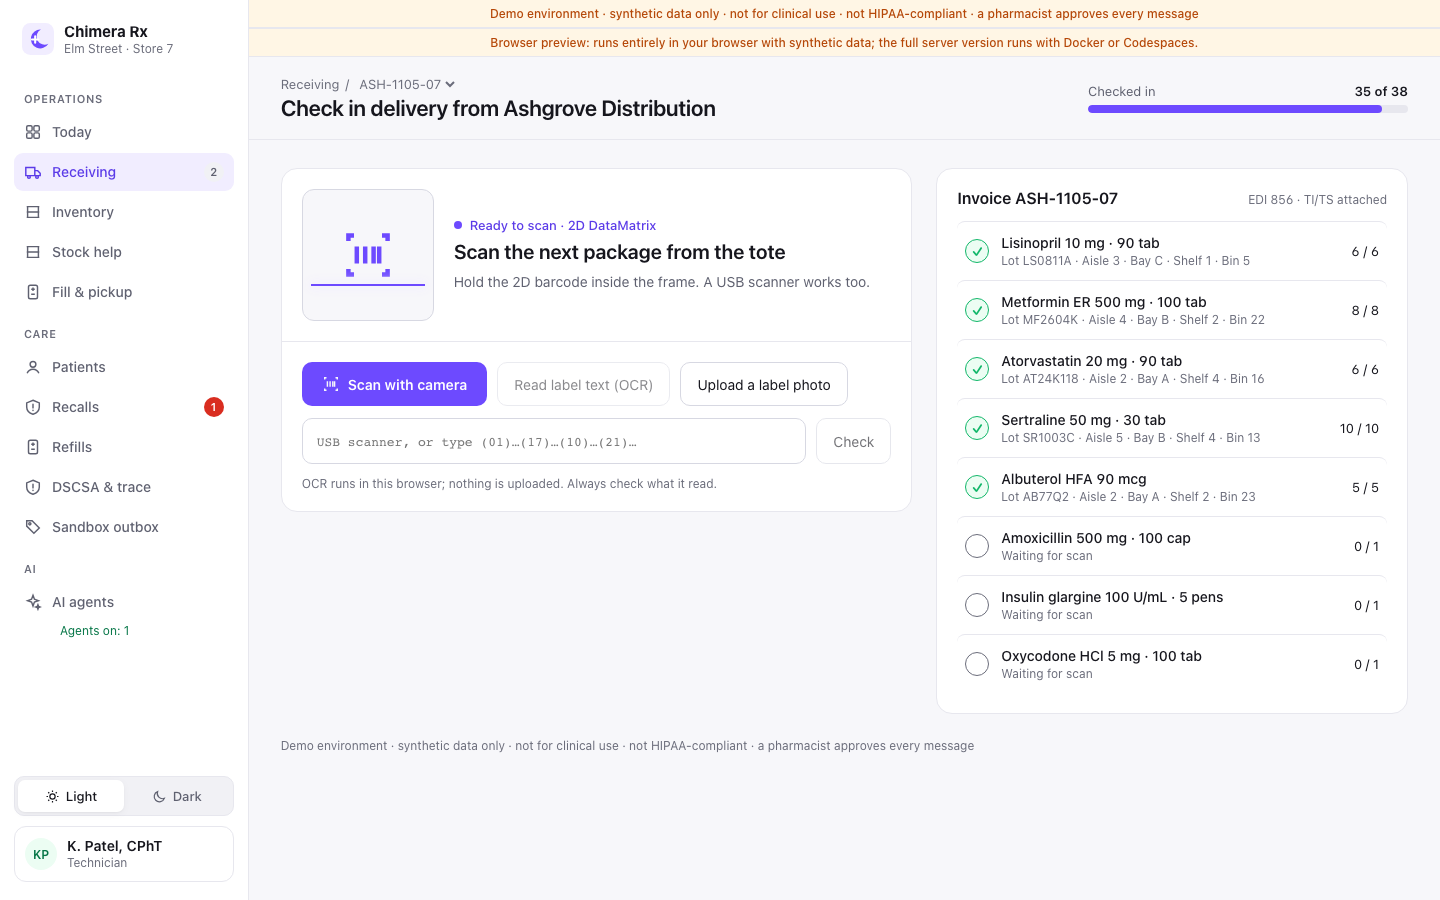 Chimera Rx
Elm Street · Store 7
OPERATIONS
Today
Receiving 2
Inventory
Stock help
Fill & pickup
CARE
Patients
Recalls 1
Refills
DSCSA & trace
Sandbox outbox
AI
AI agents
Agents on: 1
Light Dark
KP
K. Patel, CPhT
Technician
Demo environment · synthetic data only · not for clinical use · not HIPAA-compliant · a pharmacist approves every message
Browser preview: runs entirely in your browser with synthetic data; the full server version runs with Docker or Codespaces.
Receiving / ASH-1105-07
Check in delivery from Ashgrove Distribution
Checked in 35 of 38
Ready to scan · 2D DataMatrix
Scan the next package from the tote
Hold the 2D barcode inside the frame. A USB scanner works too.
Scan with camera Read label text (OCR) Upload a label photo
USB scanner, or type (01)…(17)…(10)…(21)… Check
OCR runs in this browser; nothing is uploaded. Always check what it read.
Invoice ASH-1105-07 EDI 856 · TI/TS attached
Lisinopril 10 mg · 90 tab
Lot LS0811A · Aisle 3 · Bay C · Shelf 1 · Bin 5
6 / 6
Metformin ER 500 mg · 100 tab
Lot MF2604K · Aisle 4 · Bay B · Shelf 2 · Bin 22
8 / 8
Atorvastatin 20 mg · 90 tab
Lot AT24K118 · Aisle 2 · Bay A · Shelf 4 · Bin 16
6 / 6
Sertraline 50 mg · 30 tab
Lot SR1003C · Aisle 5 · Bay B · Shelf 4 · Bin 13
10 / 10
Albuterol HFA 90 mcg
Lot AB77Q2 · Aisle 2 · Bay A · Shelf 2 · Bin 23
5 / 5
Amoxicillin 500 mg · 100 cap
Waiting for scan
0 / 1
Insulin glargine 100 U/mL · 5 pens
Waiting for scan
0 / 1
Oxycodone HCl 5 mg · 100 tab
Waiting for scan
0 / 1
Demo environment · synthetic data only · not for clinical use · not HIPAA-compliant · a pharmacist approves every message